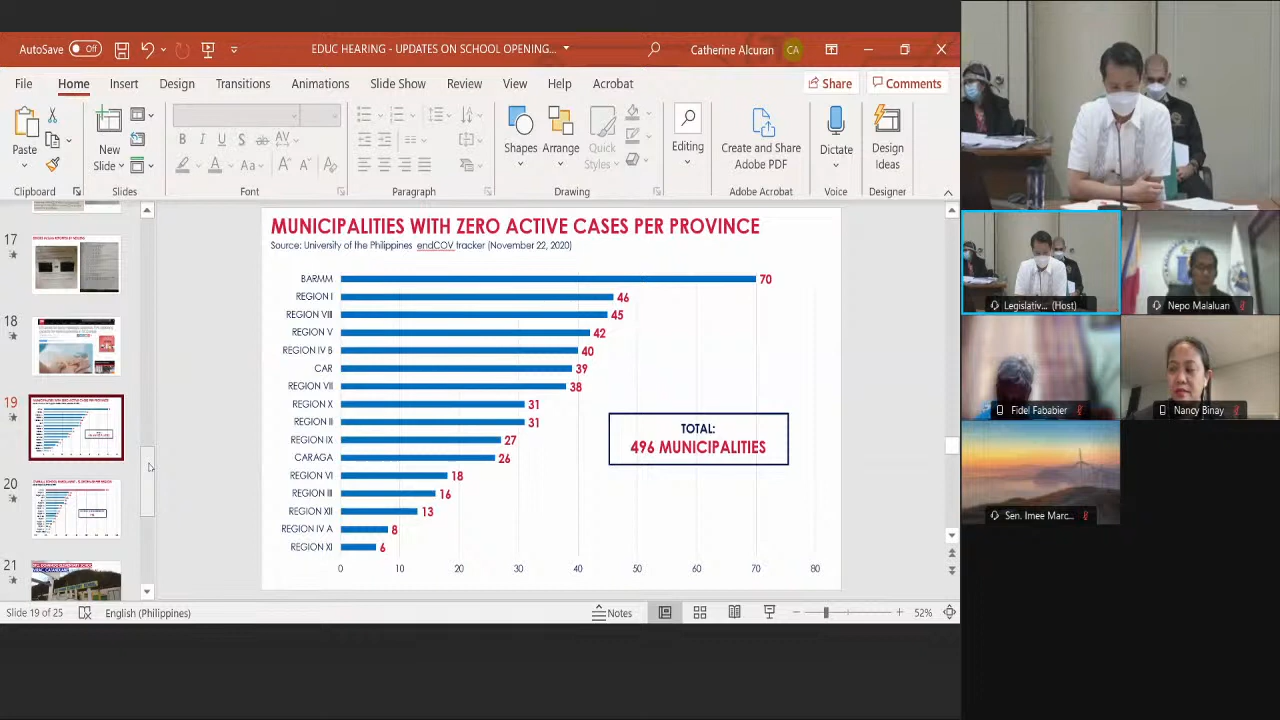 AutoSave Off
EDUC HEARING - UPDATES ON SCHOOL OPENING...
Catherine Alcuran CA
File Home Insert Design Transitions Animations Slide Show Review View Help Acrobat
Share Comments
Paste
New
Slide
Shapes
Arrange
Quick
Styles
Editing
Create and Share
Adobe PDF
Dictate
Design
Ideas
Clipboard
Slides
Font
Paragraph
Drawing
Adobe Acrobat
Voice
Designer
17
18
19
20
21
MUNICIPALITIES WITH ZERO ACTIVE CASES PER PROVINCE
Source: University of the Philippines endCOV tracker (November 22, 2020)
BARMM 70
REGION I 46
REGION 45
REGION V 42
REGION IV B 40
CAR 39
REGION VII 38
REGION 31
REGION 31
REGION IX 27
CARAGA 26
REGION VI 18
REGION III 16
REGION XII 13
8
REGION XI 6
0 10 20 30 40 50 60 70 80
TOTAL:
496 MUNICIPALITIES
Slide 19 of 25
English (Philippines)
Notes
52%
Legislativ... (Host)
Nepo Malaluan
Fidel Fababier
Nancy Binay
Sen. Imee Marc...